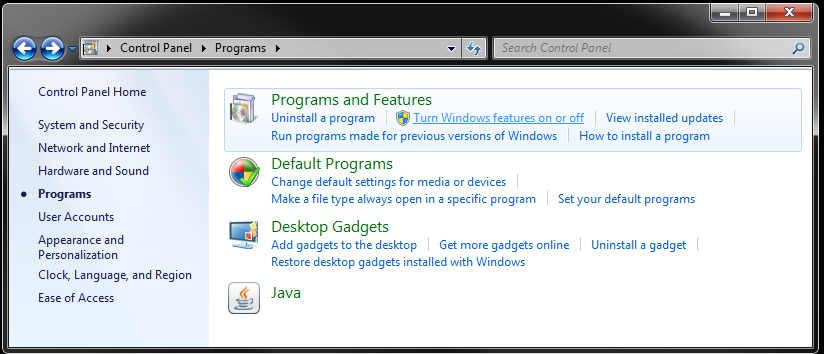 Control Panel Programs
Search Control Panel
Control Panel Home
System and Security
Network and Internet
Hardware and Sound
Programs
User Accounts
Appearance and
Personalization
Clock, Language, and Region
Ease of Access
Programs and Features
Uninstall a program Turn Windows features on or off View installed updates
Run programs made for previous versions of Windows How to install a program
Default Programs
Change default settings for media or devices
Make a file type always open in a specific program Set your default programs
Desktop Gadgets
Add gadgets to the desktop Get more gadgets online Uninstall a gadget
Restore desktop gadgets installed with Windows
Java